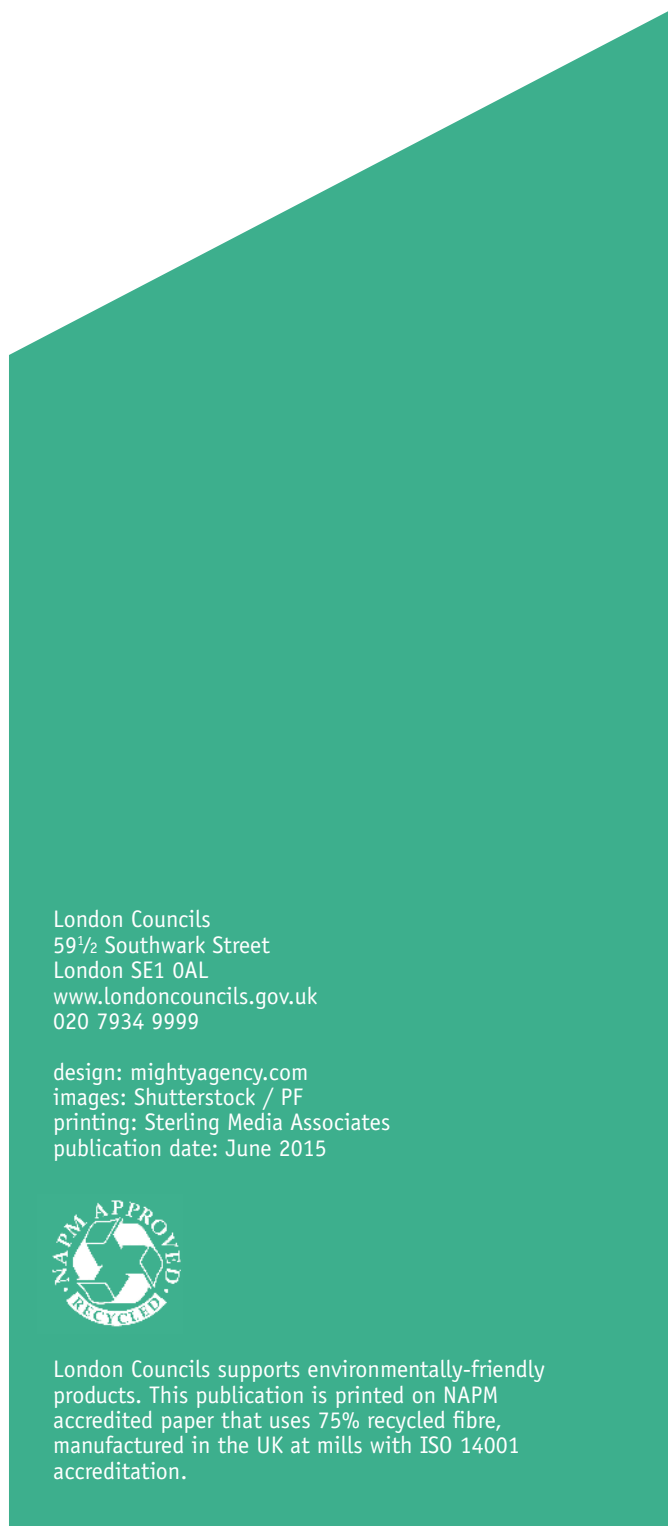 London Councils
59½ Southwark Street
London SE1 0AL
www.londoncouncils.gov.uk
020 7934 9999
design: mightyagency.com
images: Shutterstock / PF
printing: Sterling Media Associates
publication date: June 2015
· NAPM APPROVED ·
RECYCLED
London Councils supports environmentally-friendly
products. This publication is printed on NAPM
accredited paper that uses 75% recycled fibre,
manufactured in the UK at mills with ISO 14001
accreditation.